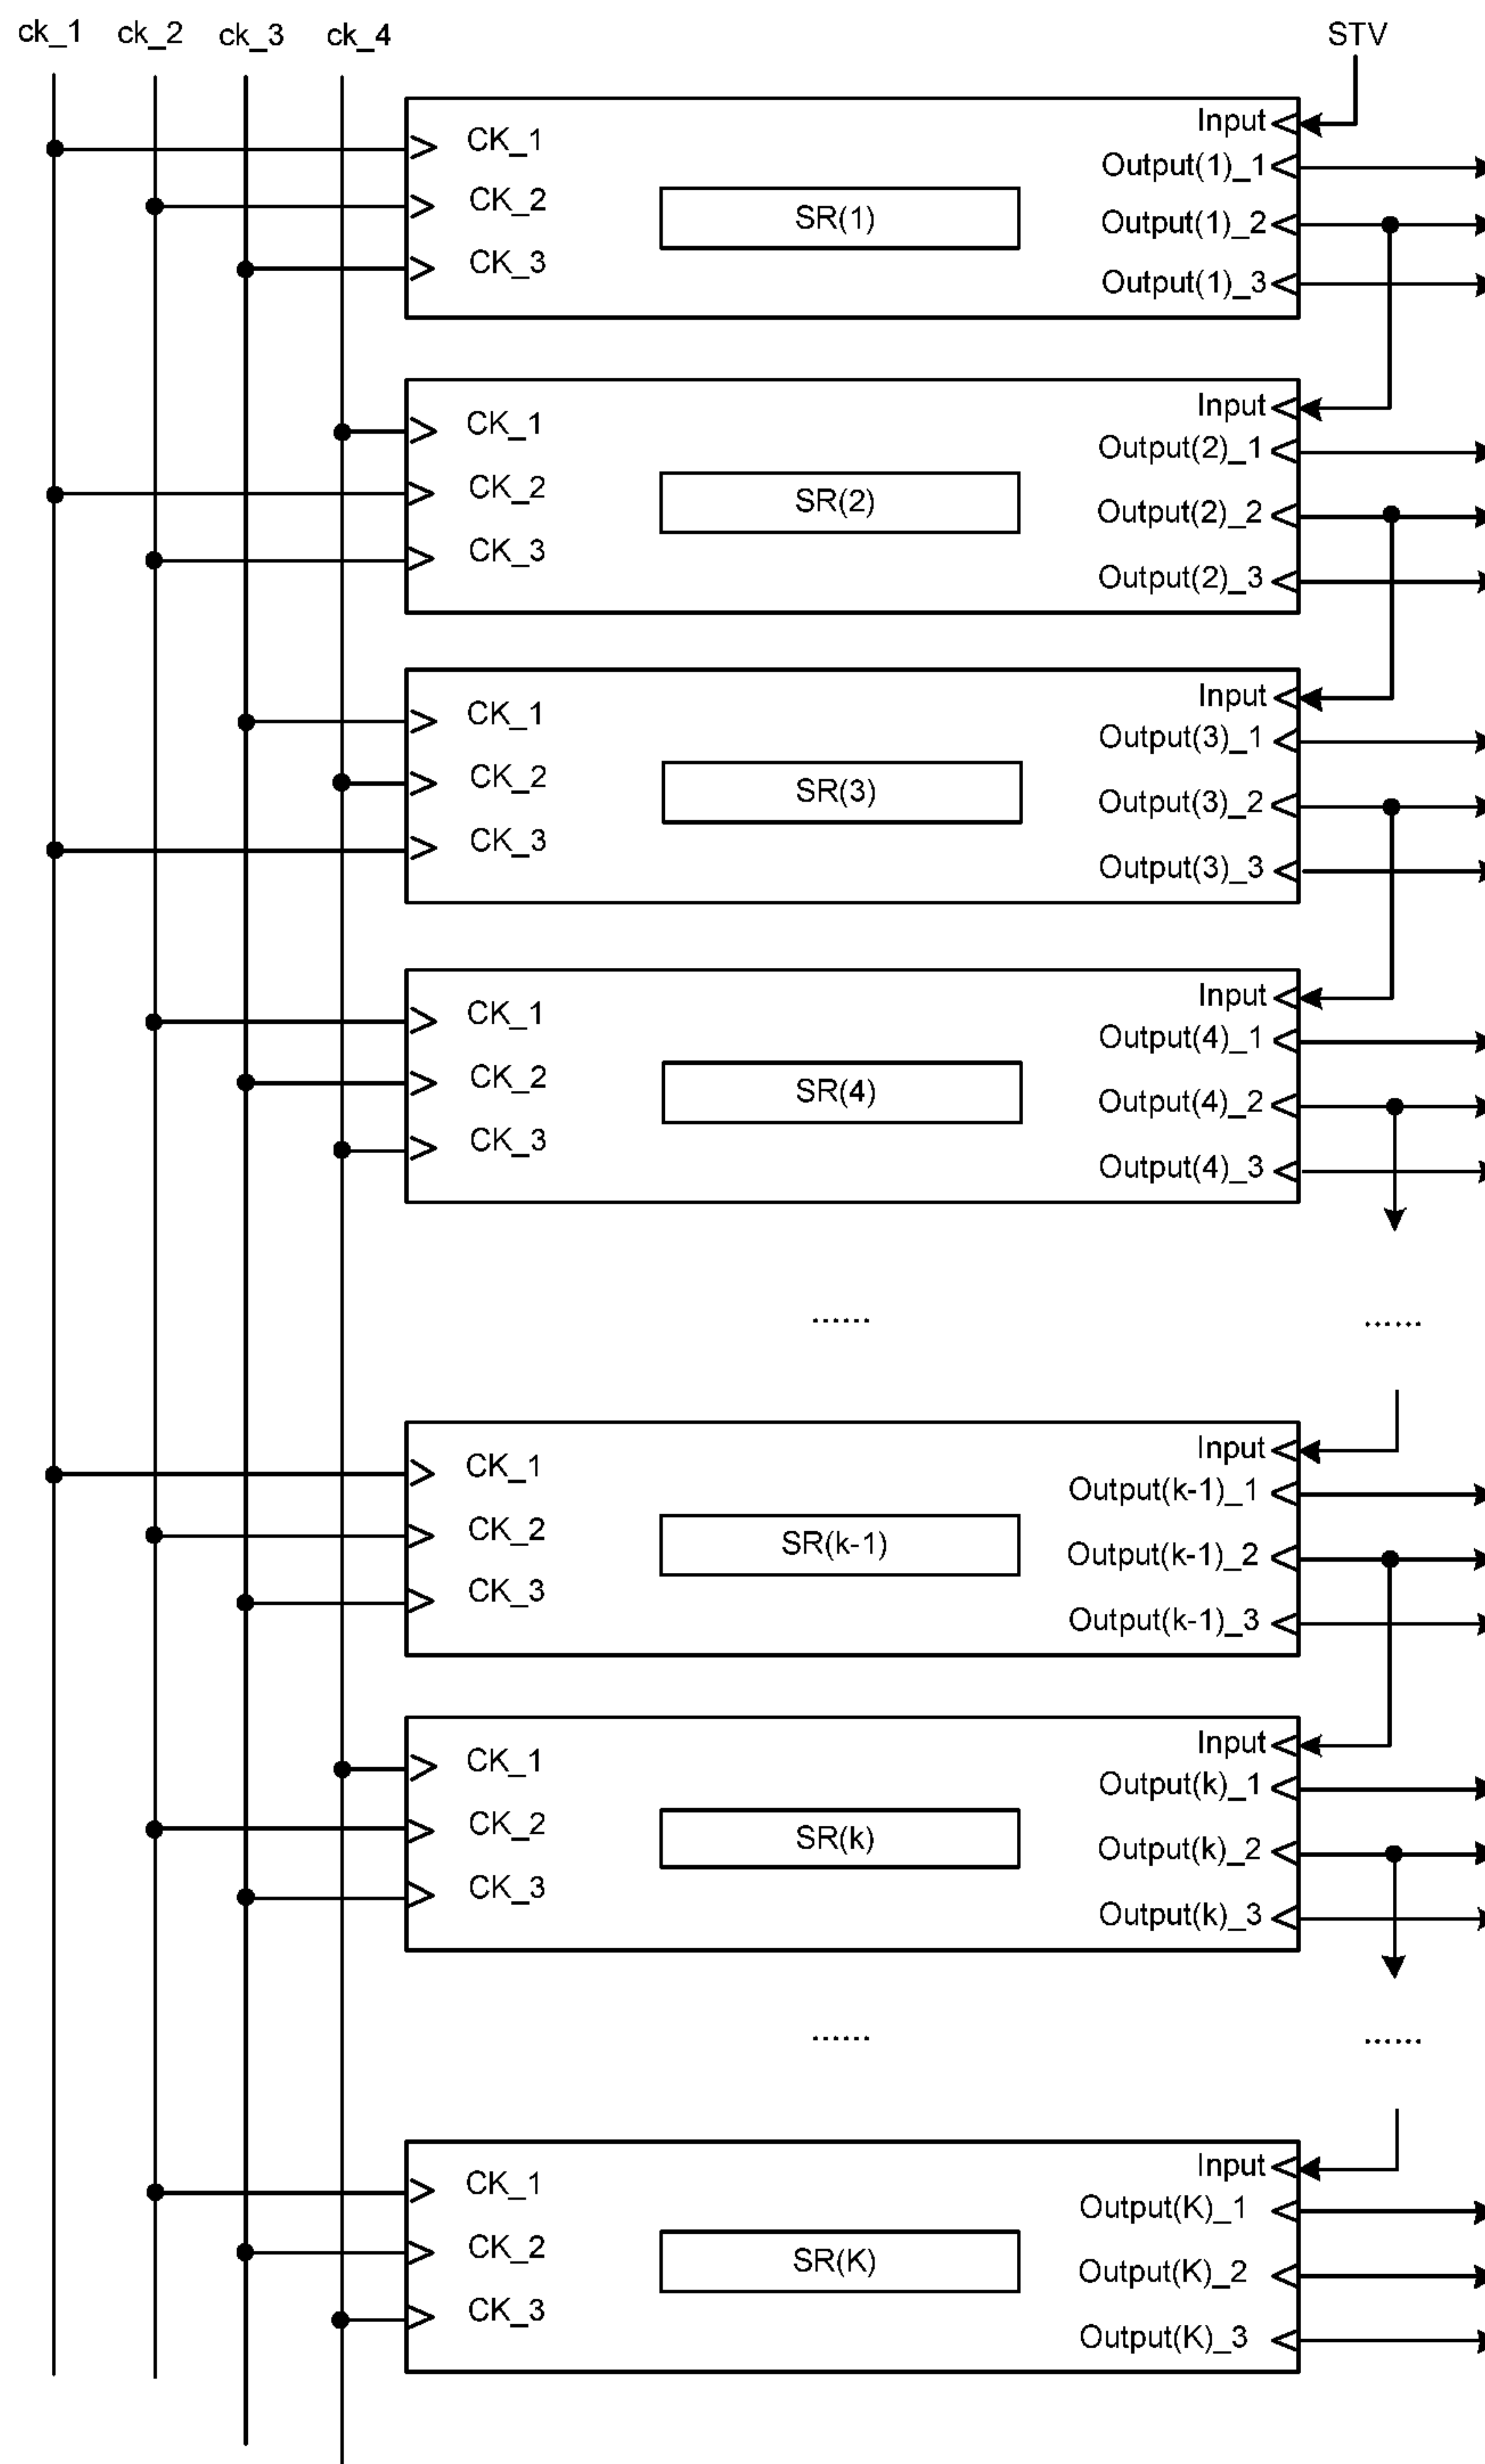 ck_1 ck_2 ck_3 ck_4 STV
CK_1 Input
Output(1)_1
CK_2 SR(1) Output(1)_2
CK_3 Output(1)_3
CK_1 Input
Output(2)_1
CK_2 SR(2) Output(2)_2
CK_3 Output(2)_3
CK_1 Input
Output(3)_1
CK_2 SR(3) Output(3)_2
CK_3 Output(3)_3
CK_1 Input
Output(4)_1
CK_2 SR(4) Output(4)_2
CK_3 Output(4)_3
...... ......
CK_1 Input
Output(k-1)_1
CK_2 SR(k-1) Output(k-1)_2
CK_3 Output(k-1)_3
CK_1 Input
Output(k)_1
CK_2 SR(k) Output(k)_2
CK_3 Output(k)_3
...... ......
CK_1 Input
Output(K)_1
CK_2 SR(K) Output(K)_2
CK_3 Output(K)_3